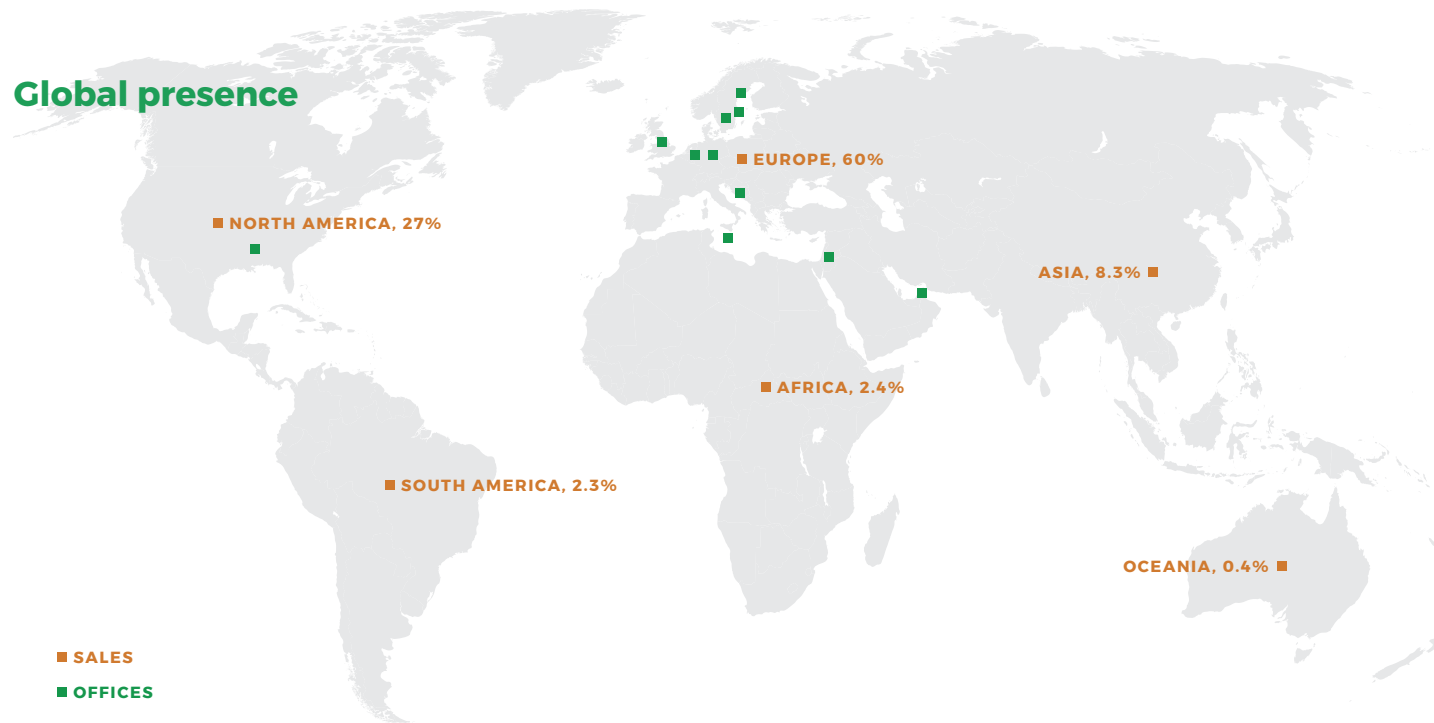 Global presence
EUROPE, 60%
NORTH AMERICA, 27%
ASIA, 8.3%
AFRICA, 2.4%
SOUTH AMERICA, 2.3%
OCEANIA, 0.4%
SALES
OFFICES